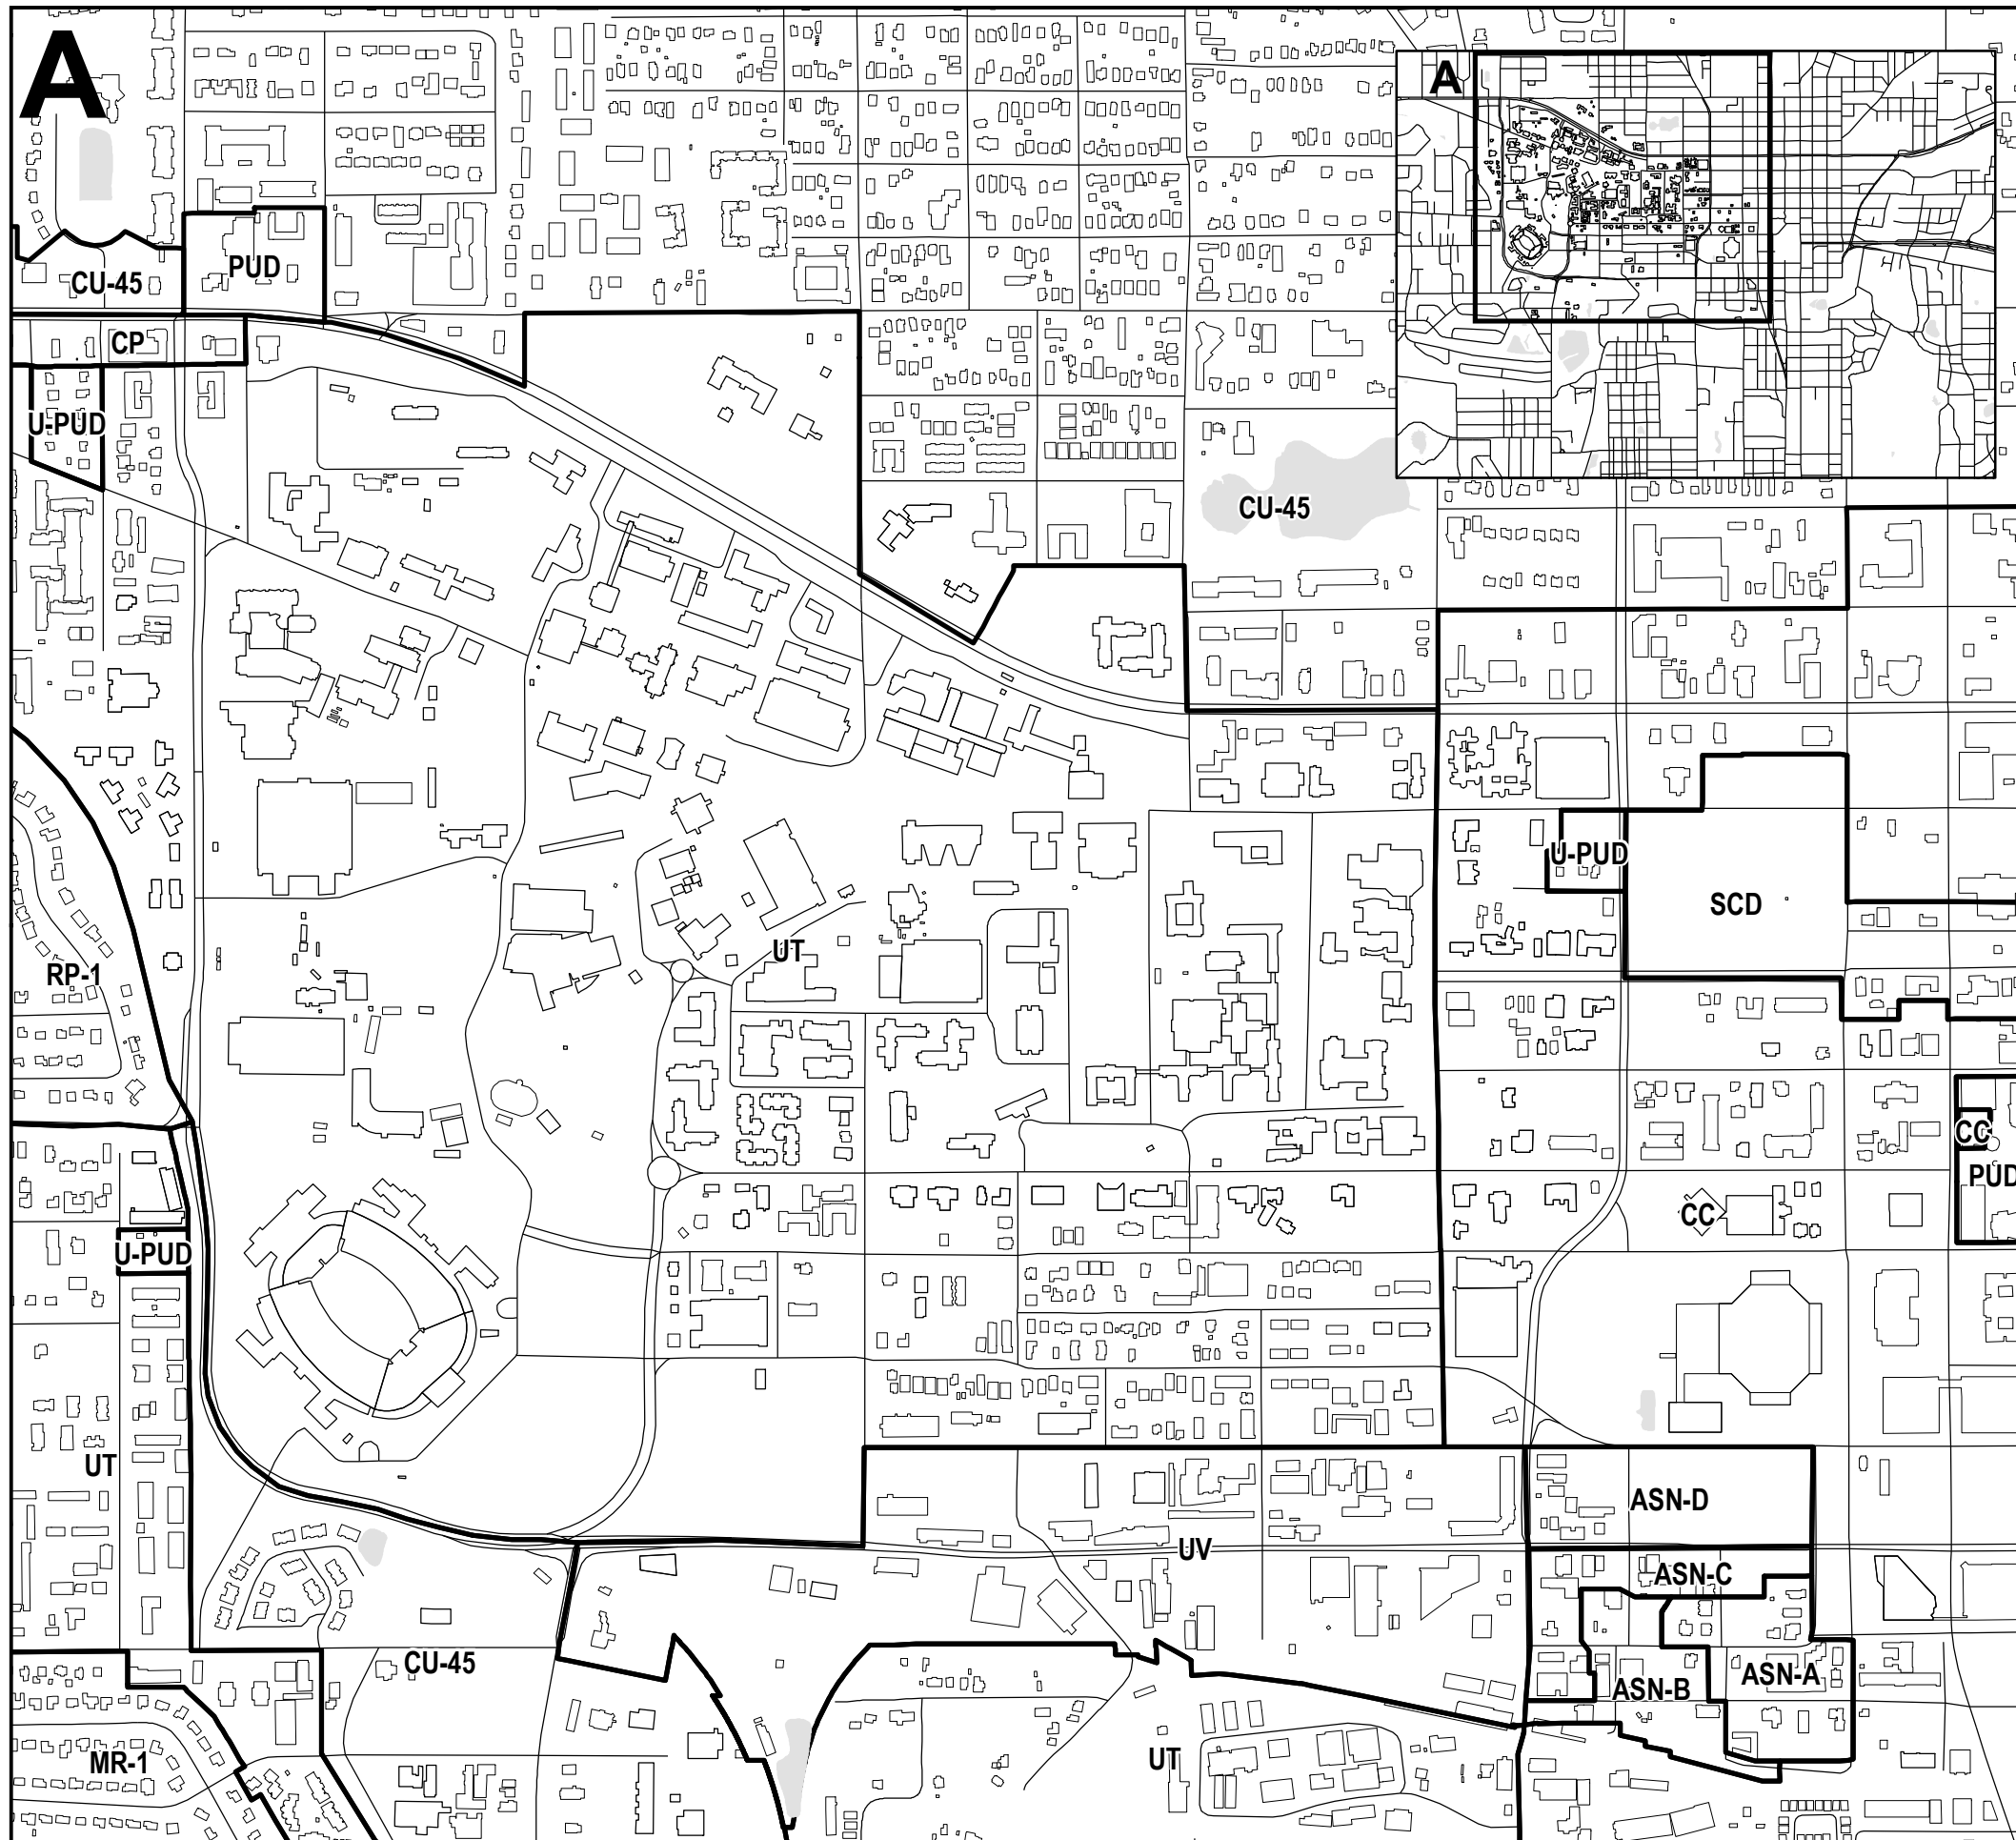 A
A
PUD
CU-45
CP
U-PUD
CU-45
U-PUD
SCD
UT
RP-1
CC
PUD
CC
U-PUD
UT
ASN-D
UV
ASN-C
CU-45
ASN-A
ASN-B
UT
MR-1